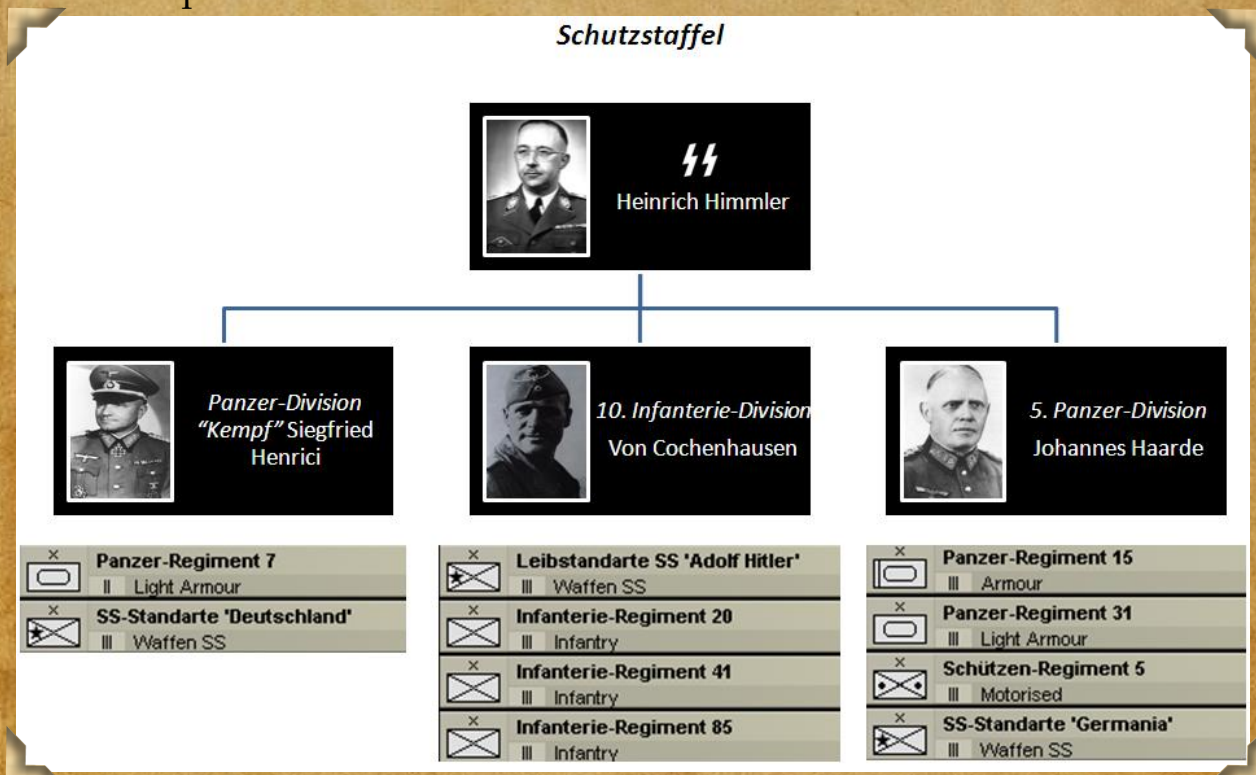 Schutzstaffel
Heinrich Himmler
Panzer-Division
“Kempf” Siegfried
Henrici
10. Infanterie-Division
Von Cochenhausen
5. Panzer-Division
Johannes Haarde
Panzer-Regiment 7
II Light Armour
SS-Standarte 'Deutschland'
III Waffen SS
Leibstandarte SS 'Adolf Hitler'
III Waffen SS
Infanterie-Regiment 20
III Infantry
Infanterie-Regiment 41
III Infantry
Infanterie-Regiment 85
III Infantry
Panzer-Regiment 15
III Armour
Panzer-Regiment 31
III Light Armour
Schützen-Regiment 5
III Motorised
SS-Standarte 'Germania'
III Waffen SS